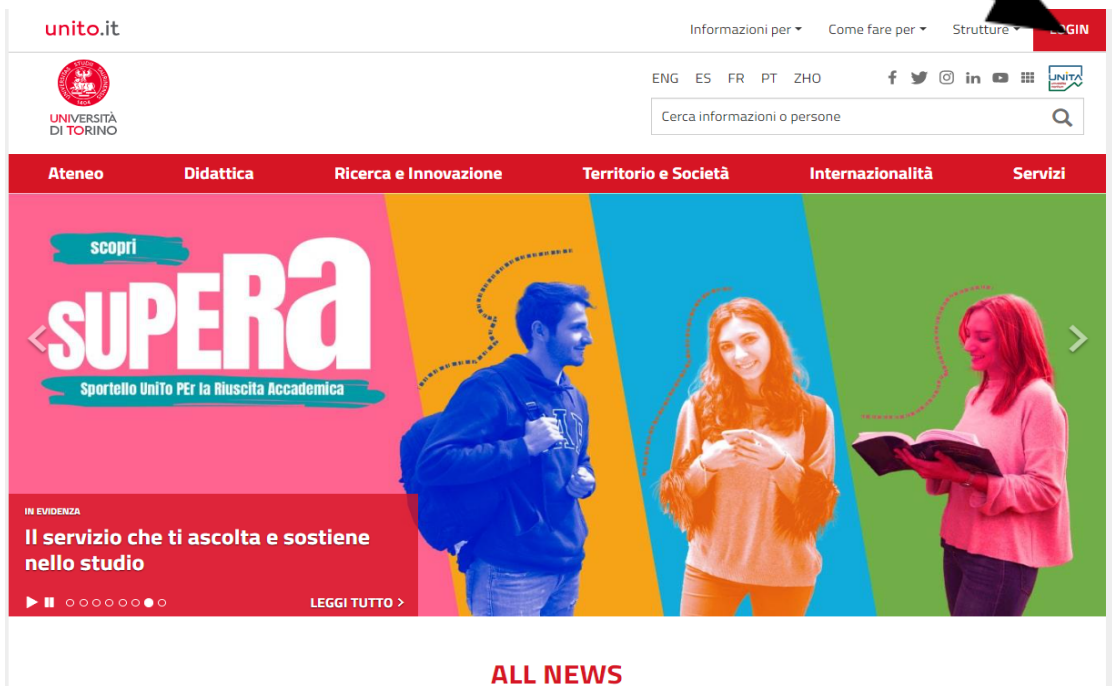 unito.it
Informazioni per
Come fare per
Strutture
LOGIN
ENG ES FR PT ZHO
UNITA
UNIVERSITÀ
DI TORINO
Cerca informazioni o persone
Ateneo
Didattica
Ricerca e Innovazione
Territorio e Società
Internazionalità
Servizi
scopri
SUPERa
Sportello UniTo PEr la Riuscita Accademica
IN EVIDENZA
Il servizio che ti ascolta e sostiene
nello studio
LEGGI TUTTO >
ALL NEWS